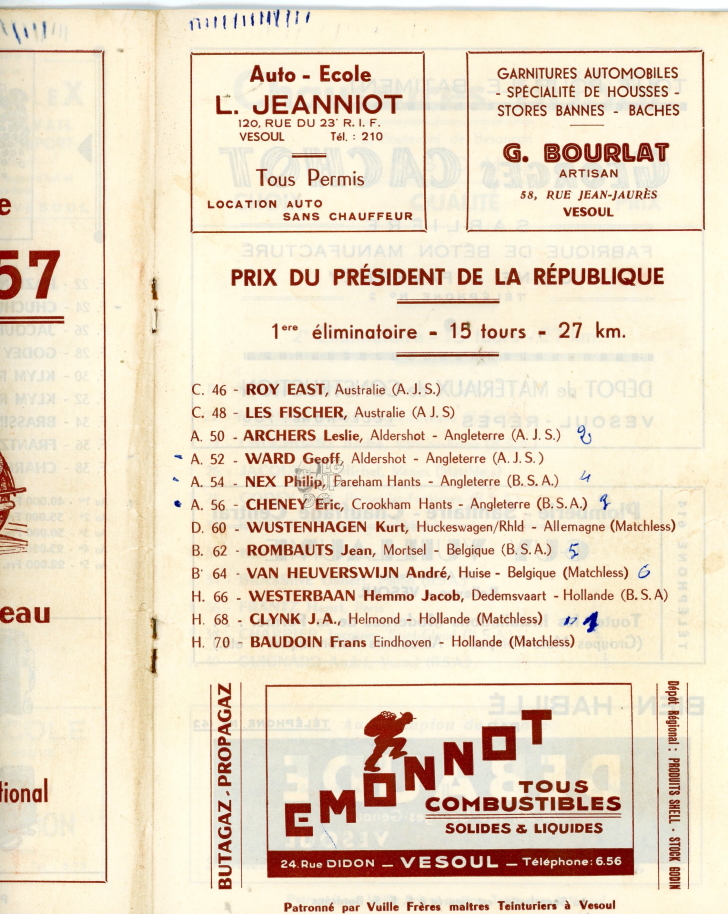 e
57
eau
tional
Auto - Ecole
L. JEANNIOT
120, RUE DU 23e R. I. F.
VESOUL Tél. : 210
Tous Permis
LOCATION AUTO
SANS CHAUFFEUR
GARNITURES AUTOMOBILES
- SPÉCIALITÉ DE HOUSSES -
STORES BANNES - BACHES
G. BOURLAT
ARTISAN
58, RUE JEAN-JAURÈS
VESOUL
PRIX DU PRÉSIDENT DE LA RÉPUBLIQUE
1ere éliminatoire - 15 tours - 27 km.
C. 46 - ROY EAST, Australie (A. J. S.)
C. 48 - LES FISCHER, Australie (A J S)
A. 50 - ARCHERS Leslie, Aldershot - Angleterre (A. J. S.) 2
A. 52 - WARD Geoff, Aldershot - Angleterre (A. J. S.)
A. 54 - NEX Philip, Fareham Hants - Angleterre (B. S. A.) 4
A. 56 - CHENEY Eric, Crookham Hants - Angleterre (B. S. A.) 3
D. 60 - WUSTENHAGEN Kurt, Huckeswagen/Rhld - Allemagne (Matchless)
B. 62 - ROMBAUTS Jean, Mortsel - Belgique (B. S. A.) 5
B. 64 - VAN HEUVERSWIJN André, Huise - Belgique (Matchless) 6
H. 66 - WESTERBAAN Hemmo Jacob, Dedemsvaart - Hollande (B. S. A)
H. 68 - CLYNK J. A., Helmond - Hollande (Matchless) 1
H. 70 - BAUDOIN Frans Eindhoven - Hollande (Matchless)
BUTAGAZ - PROPAGAZ
EMONNOT
TOUS
COMBUSTIBLES
SOLIDES & LIQUIDES
24. Rue DIDON — VESOUL — Téléphone: 6.56
Dépôt Régional : PRODUITS SHELL - STOCK GODIN
Patronné par Vuille Frères maitres Teinturiers à Vesoul